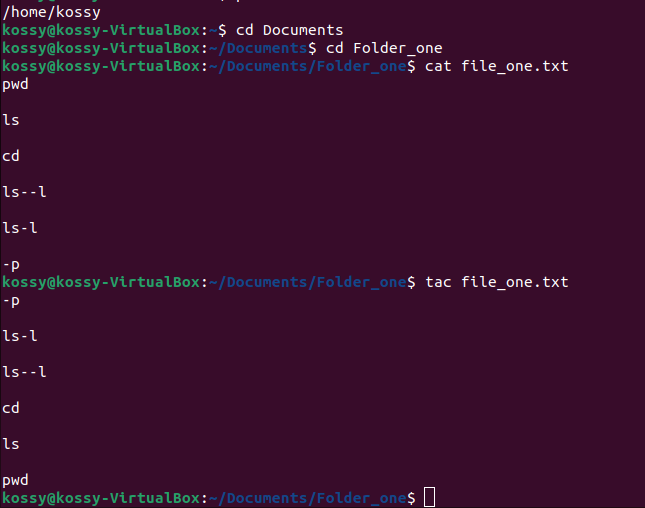 /home/kossy
kossy@kossy-VirtualBox:~$ cd Documents
kossy@kossy-VirtualBox:~/Documents$ cd Folder_one
kossy@kossy-VirtualBox:~/Documents/Folder_one$ cat file_one.txt
pwd
ls
cd
ls--l
ls-l
-p
kossy@kossy-VirtualBox:~/Documents/Folder_one$ tac file_one.txt
-p
ls-l
ls--l
cd
ls
pwd
kossy@kossy-VirtualBox:~/Documents/Folder_one$